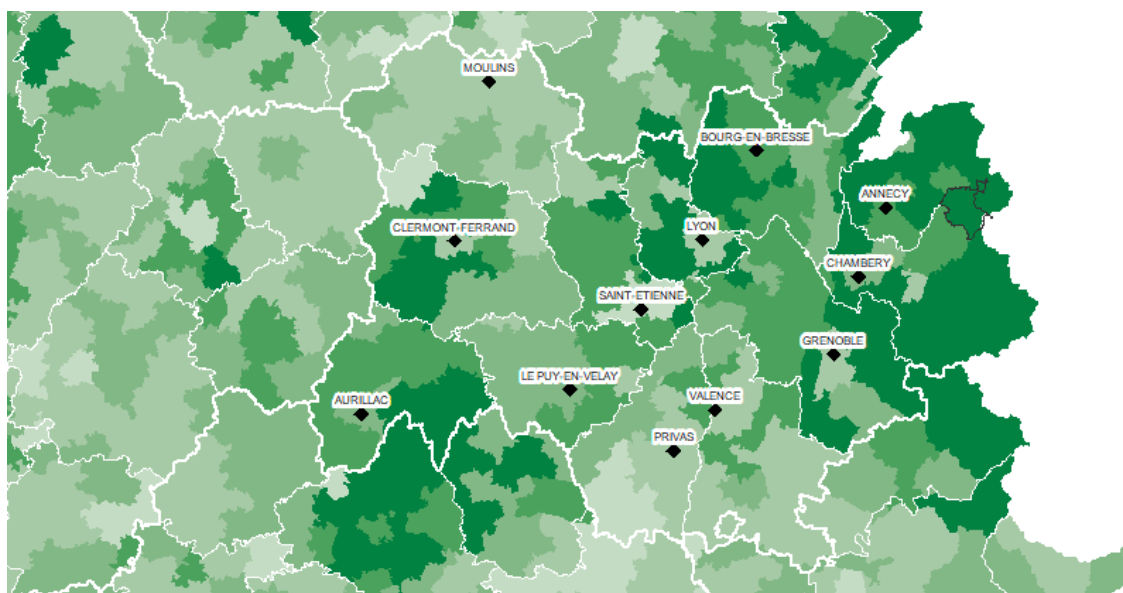 MOULINS
BOURG-EN-BRESSE
ANNECY
CLERMONT-FERRAND
LYON
CHAMBERY
SAINT-ETIENNE
GRENOBLE
LE PUY-EN-VELAY
AURILLAC
VALENCE
PRIVAS